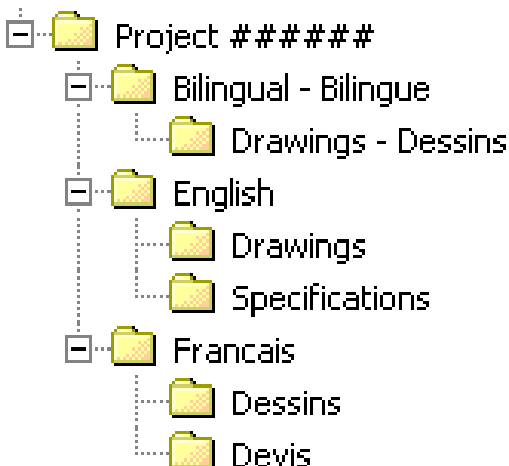 Project ######
Bilingual - Bilingue
Drawings - Dessins
English
Drawings
Specifications
Francais
Dessins
Devis